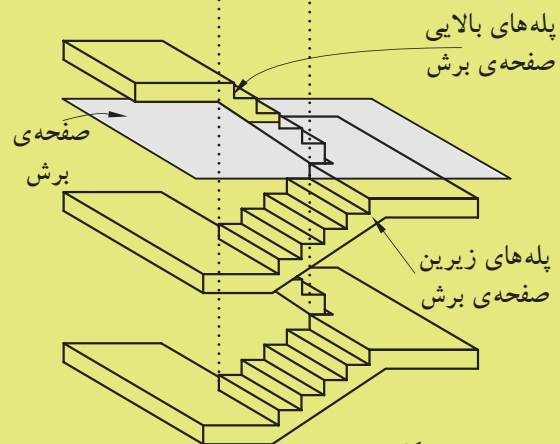 پله‌های بالایی
صفحه‌ی برش
صفحه‌ی
برش
پله‌های زیرین
صفحه‌ی برش